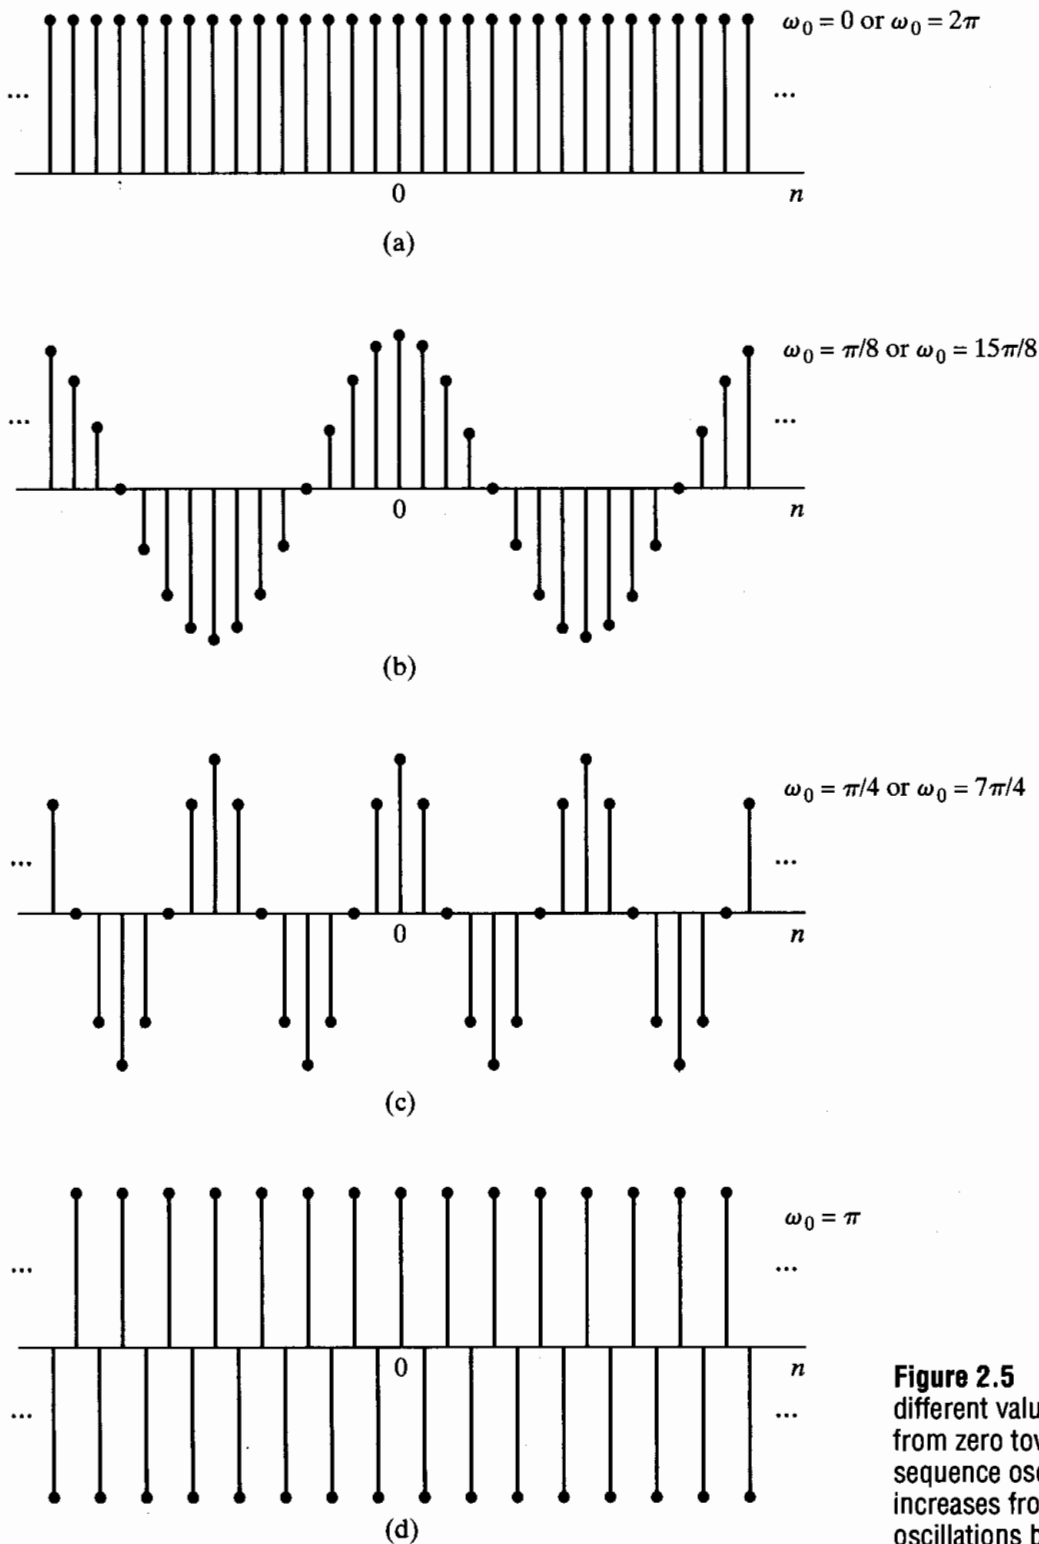 ω₀ = 0 or ω₀ = 2π
... ...
0 n
(a)
ω₀ = π/8 or ω₀ = 15π/8
... ...
0 n
(b)
ω₀ = π/4 or ω₀ = 7π/4
... ...
0 n
(c)
ω₀ = π
... ...
0 n
... ...
(d)
Figure 2.5
different valu
from zero tov
sequence osc
increases fro
oscillations b